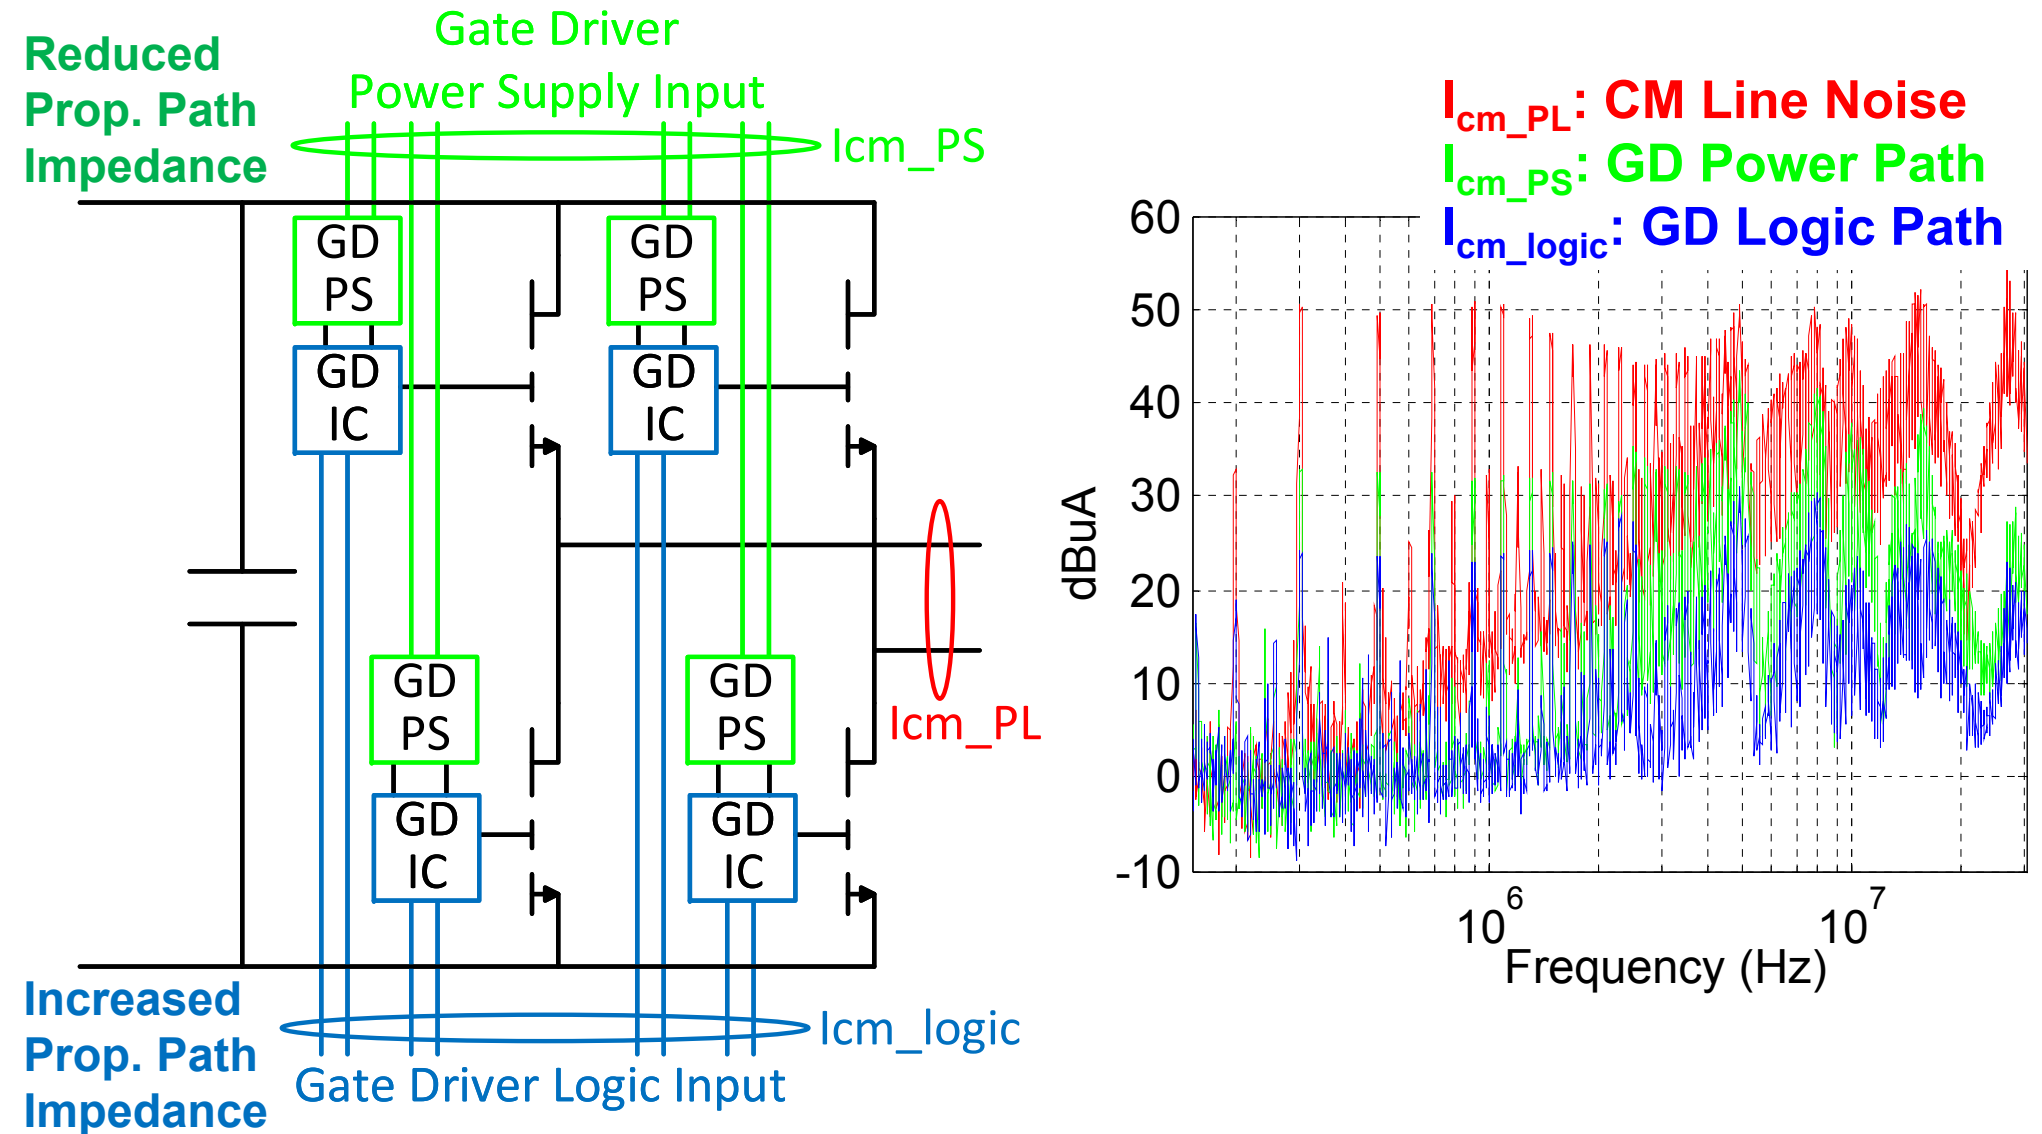 Reduced
Prop. Path
Impedance
Gate Driver
Power Supply Input
Icm_PS
GD
PS
GD
PS
GD
IC
GD
IC
GD
PS
GD
PS
GD
IC
GD
IC
Icm_PL
Increased
Prop. Path
Impedance
Icm_logic
Gate Driver Logic Input
Icm_PL: CM Line Noise
Icm_PS: GD Power Path
Icm_logic: GD Logic Path
60
50
40
30
20
10
0
-10
dBuA
10^6
10^7
Frequency (Hz)